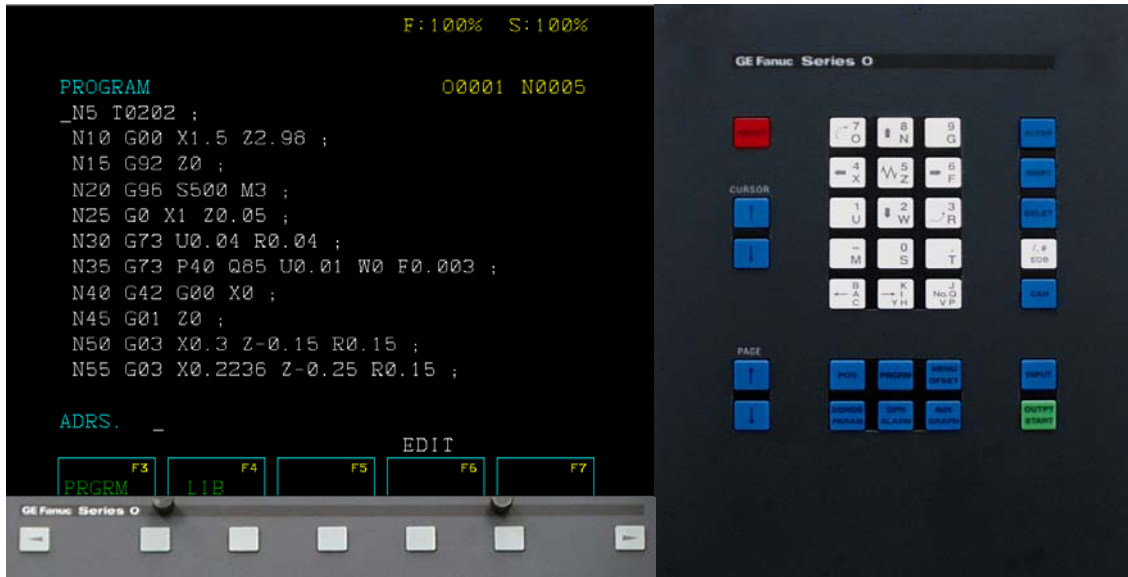 F:100% S:100%
PROGRAM O0001 N0005
_N5 T0202 ;
N10 G00 X1.5 Z2.98 ;
N15 G92 Z0 ;
N20 G96 S500 M3 ;
N25 G0 X1 Z0.05 ;
N30 G73 U0.04 R0.04 ;
N35 G73 P40 Q85 U0.01 W0 F0.003 ;
N40 G42 G00 X0 ;
N45 G01 Z0 ;
N50 G03 X0.3 Z-0.15 R0.15 ;
N55 G03 X0.2236 Z-0.25 R0.15 ;
ADRS. _
EDIT
F3 F4 F5 F6 F7
PRGRM LIB
GE Fanuc Series 0
GE Fanuc Series 0
RESET
7 O 8 N 9 G
ALTER
4 X 5 Z 6 F
INSRT
CURSOR
1 U 2 W 3 R
DELET
- M 0 S . T
/, # EOB
B A C K I Y H J No.Q V P
CAN
PAGE
POS PRGRM MENU OFSET
INPUT
DGNOS PARAM OPR ALARM AUX GRAPH
OUTPT START